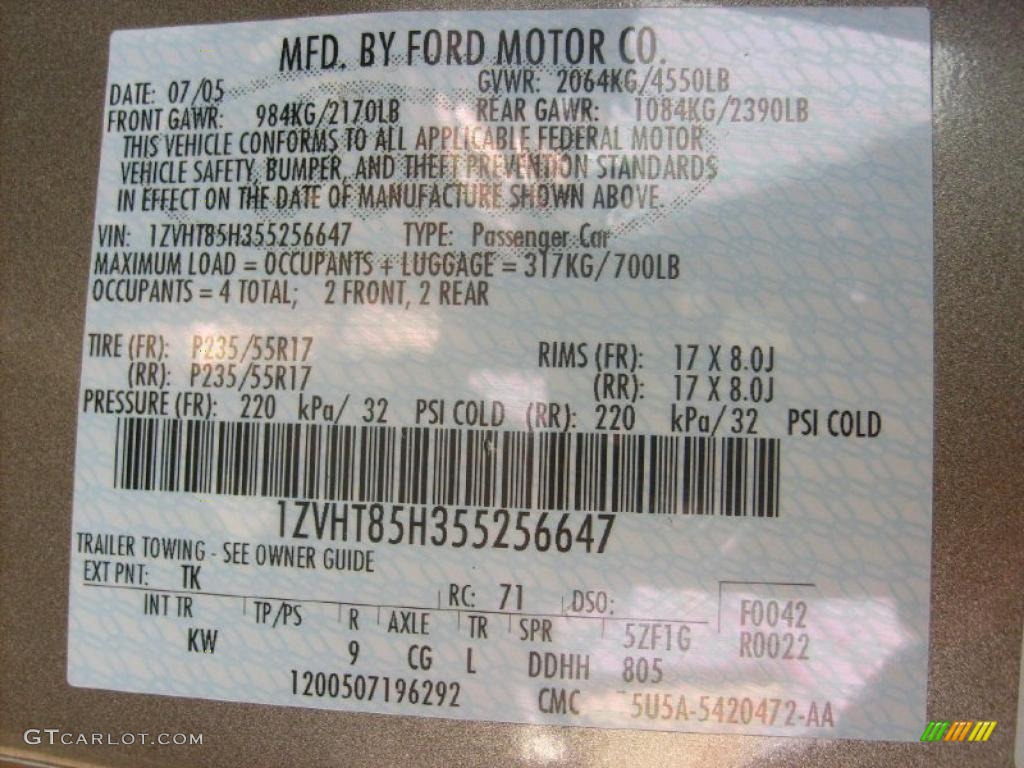 MFD. BY FORD MOTOR CO.
DATE: 07/05 GVWR: 2064KG/4550LB
FRONT GAWR: 984KG/2170LB REAR GAWR: 1084KG/2390LB
THIS VEHICLE CONFORMS TO ALL APPLICABLE FEDERAL MOTOR
VEHICLE SAFETY, BUMPER, AND THEFT PREVENTION STANDARDS
IN EFFECT ON THE DATE OF MANUFACTURE SHOWN ABOVE.
VIN: 1ZVHT85H355256647 TYPE: Passenger Car
MAXIMUM LOAD = OCCUPANTS + LUGGAGE = 317KG/700LB
OCCUPANTS = 4 TOTAL; 2 FRONT, 2 REAR
TIRE (FR): P235/55R17 RIMS (FR): 17 X 8.0J
(RR): P235/55R17 (RR): 17 X 8.0J
PRESSURE (FR): 220 kPa/ 32 PSI COLD (RR): 220 kPa/ 32 PSI COLD
1ZVHT85H355256647
TRAILER TOWING - SEE OWNER GUIDE
EXT PNT: TK RC: 71 DSO: F0042
INT TR TP/PS R AXLE TR SPR 5ZF1G R0022
KW 9 CG L DDHH 805
1200507196292 CMC 5U5A-5420472-AA
GTCARLOT.COM